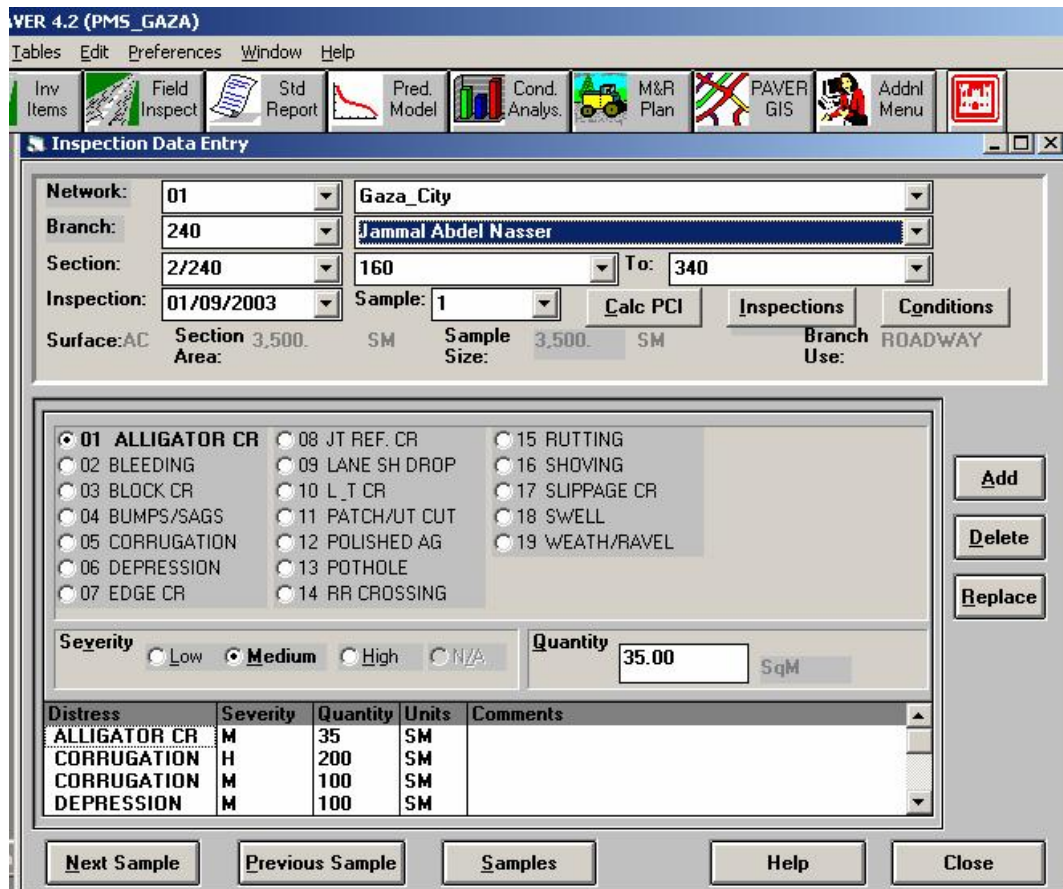 AVER 4.2 (PMS_GAZA)
Tables Edit Preferences Window Help
Inv Items Field Inspect Std Report Pred. Model Cond. Analys. M&R Plan PAVER GIS Addnl Menu
Inspection Data Entry
Network: 01 Gaza_City
Branch: 240 Jammal Abdel Nasser
Section: 2/240 160 To: 340
Inspection: 01/09/2003 Sample: 1 Calc PCI Inspections Conditions
Surface: AC Section Area: 3,500. SM Sample Size: 3,500. SM Branch Use: ROADWAY
01 ALLIGATOR CR 08 JT REF. CR 15 RUTTING
02 BLEEDING 09 LANE SH DROP 16 SHOVING
03 BLOCK CR 10 L_T CR 17 SLIPPAGE CR
04 BUMPS/SAGS 11 PATCH/UT CUT 18 SWELL
05 CORRUGATION 12 POLISHED AG 19 WEATH/RAVEL
06 DEPRESSION 13 POTHOLE
07 EDGE CR 14 RR CROSSING
Add
Delete
Replace
Severity Low Medium High N/A Quantity 35.00 SqM
Distress Severity Quantity Units Comments
ALLIGATOR CR M 35 SM
CORRUGATION H 200 SM
CORRUGATION M 100 SM
DEPRESSION M 100 SM
Next Sample Previous Sample Samples Help Close